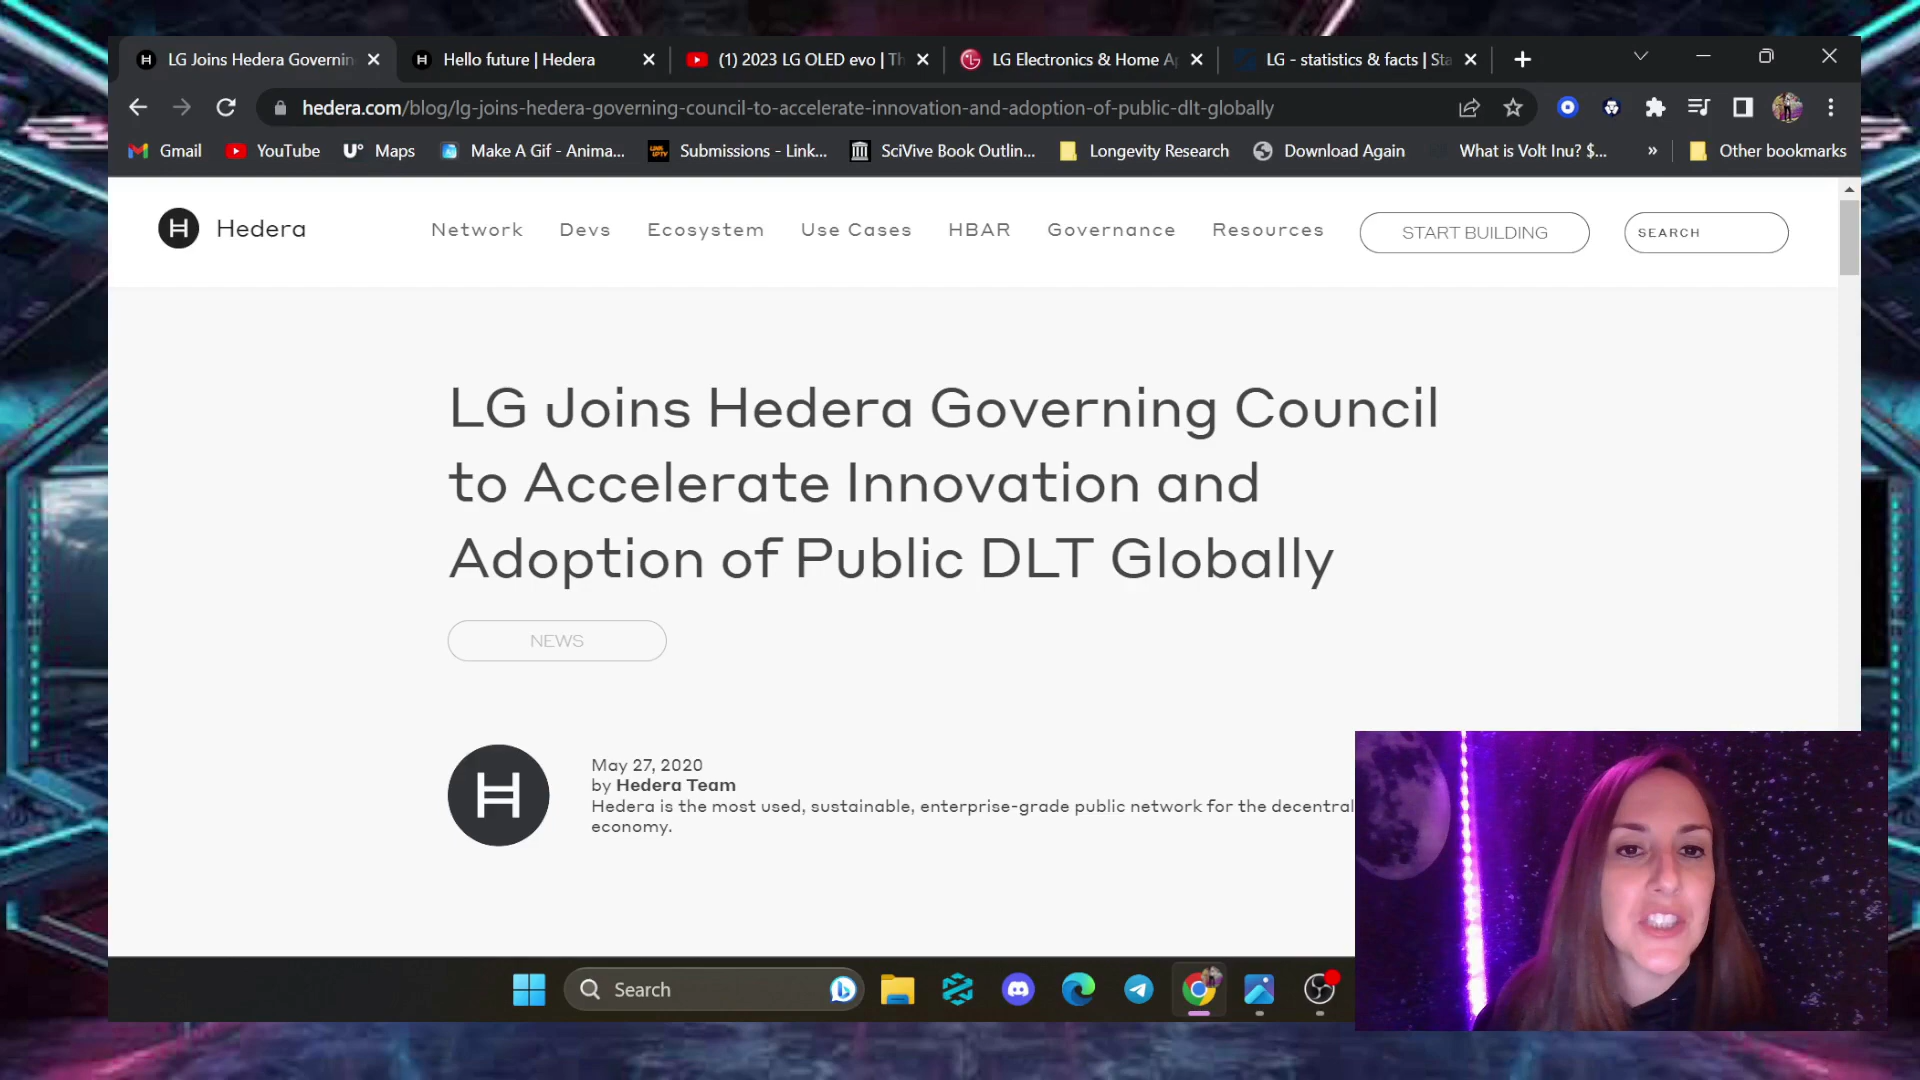 LG Joins Hedera Governin
Hello future | Hedera
(1) 2023 LG OLED evo | Th
LG Electronics & Home Ap
LG - statistics & facts | Sta
hedera.com/blog/lg-joins-hedera-governing-council-to-accelerate-innovation-and-adoption-of-public-dlt-globally
Gmail
YouTube
Maps
Make A Gif - Anima...
Submissions - Link...
SciVive Book Outlin...
Longevity Research
Download Again
What is Volt Inu? $...
»
Other bookmarks
Hedera
Network
Devs
Ecosystem
Use Cases
HBAR
Governance
Resources
START BUILDING
SEARCH
LG Joins Hedera Governing Council
to Accelerate Innovation and
Adoption of Public DLT Globally
NEWS
May 27, 2020
by Hedera Team
Hedera is the most used, sustainable, enterprise-grade public network for the decentral
economy.
Search